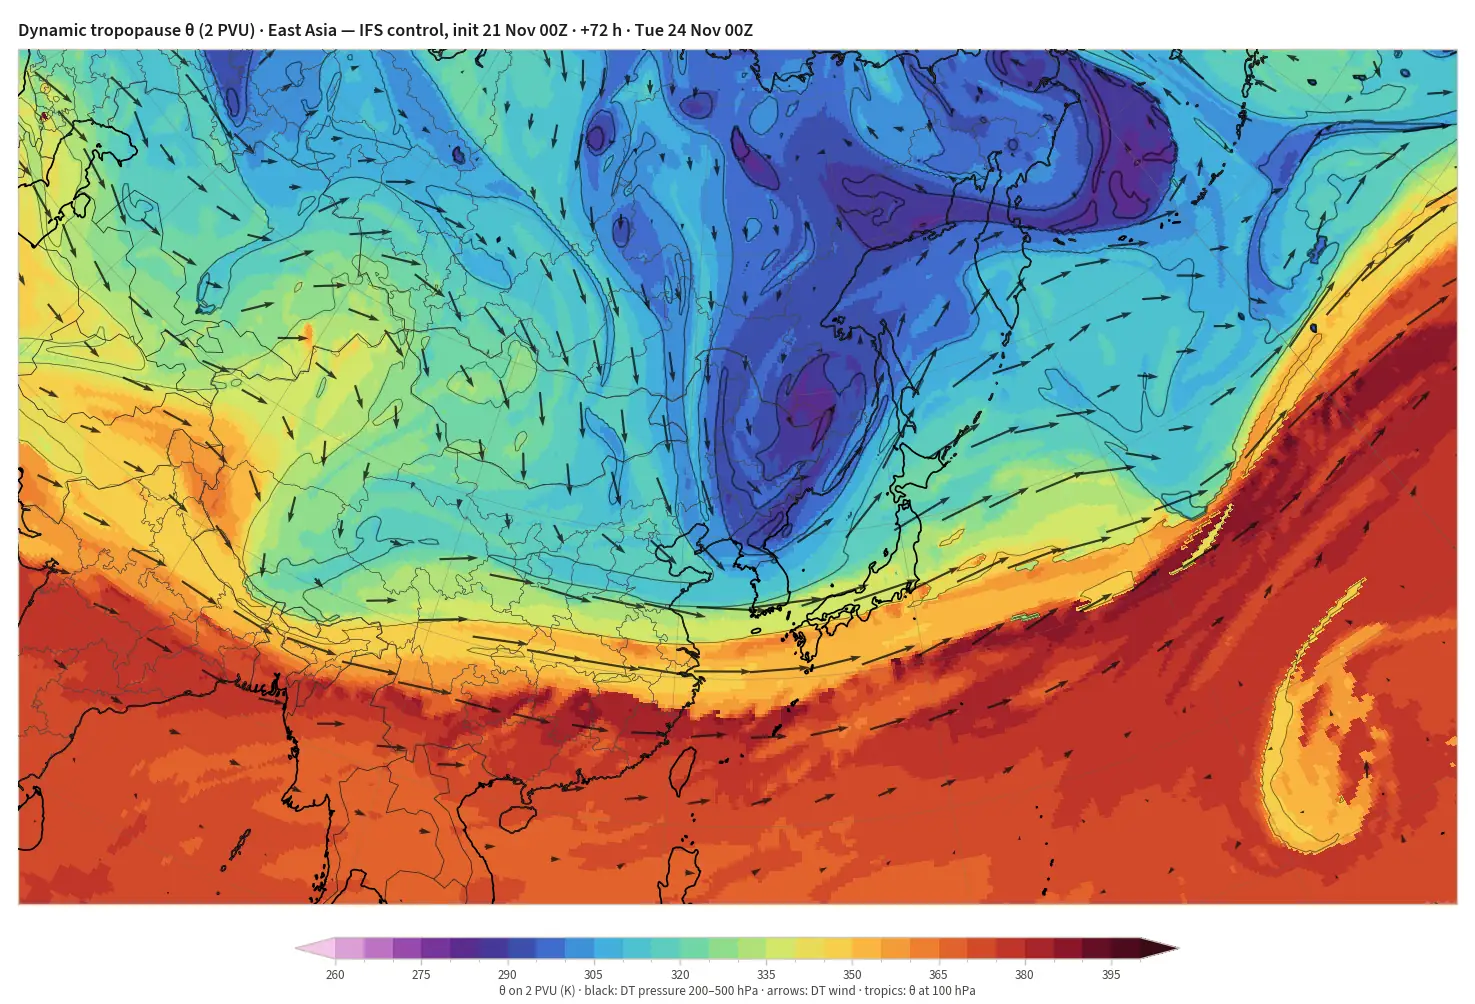 Dynamic tropopause θ (2 PVU) · East Asia — IFS control, init 21 Nov 00Z · +72 h · Tue 24 Nov 00Z
260 275 290 305 320 335 350 365 380 395
θ on 2 PVU (K) · black: DT pressure 200–500 hPa · arrows: DT wind · tropics: θ at 100 hPa